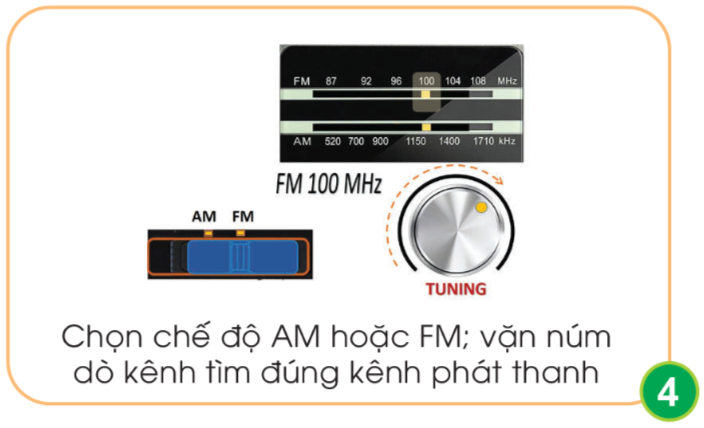 FM 87 92 96 100 104 108 MHz
AM 520 700 900 1150 1400 1710 kHz
FM 100 MHz
AM FM
TUNING
Chọn chế độ AM hoặc FM; vặn núm
dò kênh tìm đúng kênh phát thanh
4